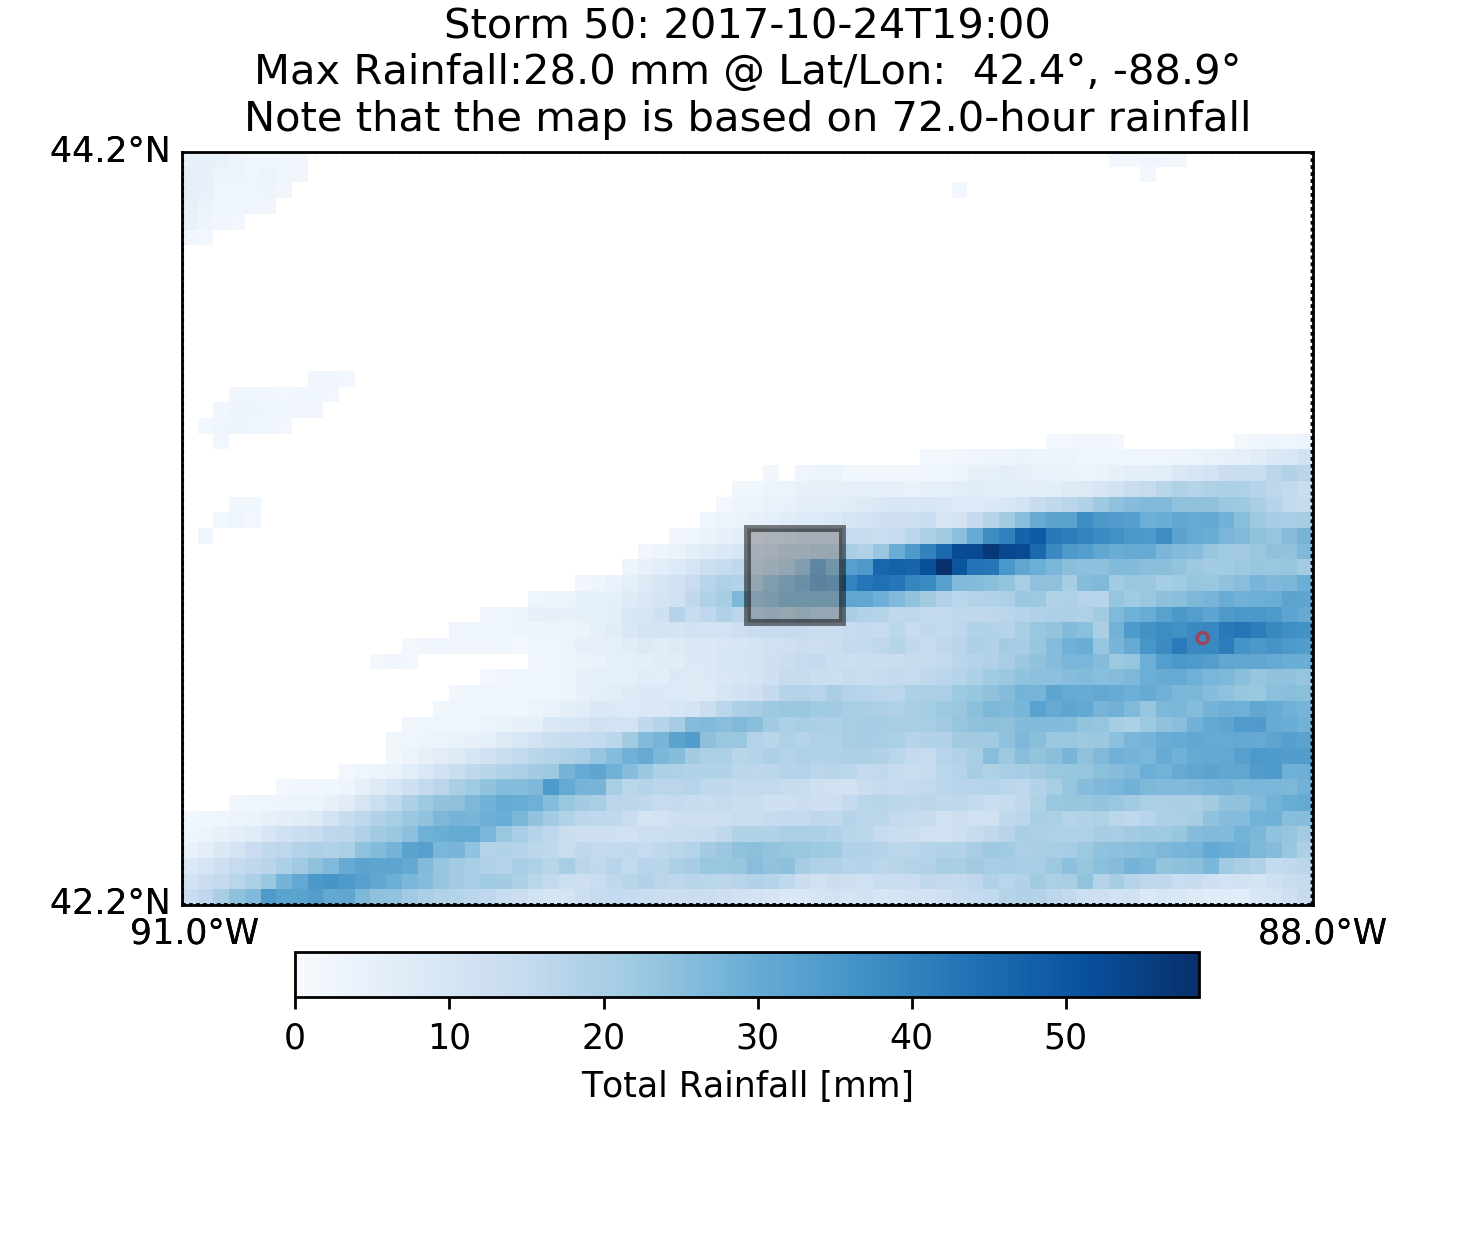 Storm 50: 2017-10-24T19:00
Max Rainfall:28.0 mm @ Lat/Lon:  42.4°, -88.9°
Note that the map is based on 72.0-hour rainfall
44.2°N
42.2°N
91.0°W 88.0°W
0 10 20 30 40 50
Total Rainfall [mm]